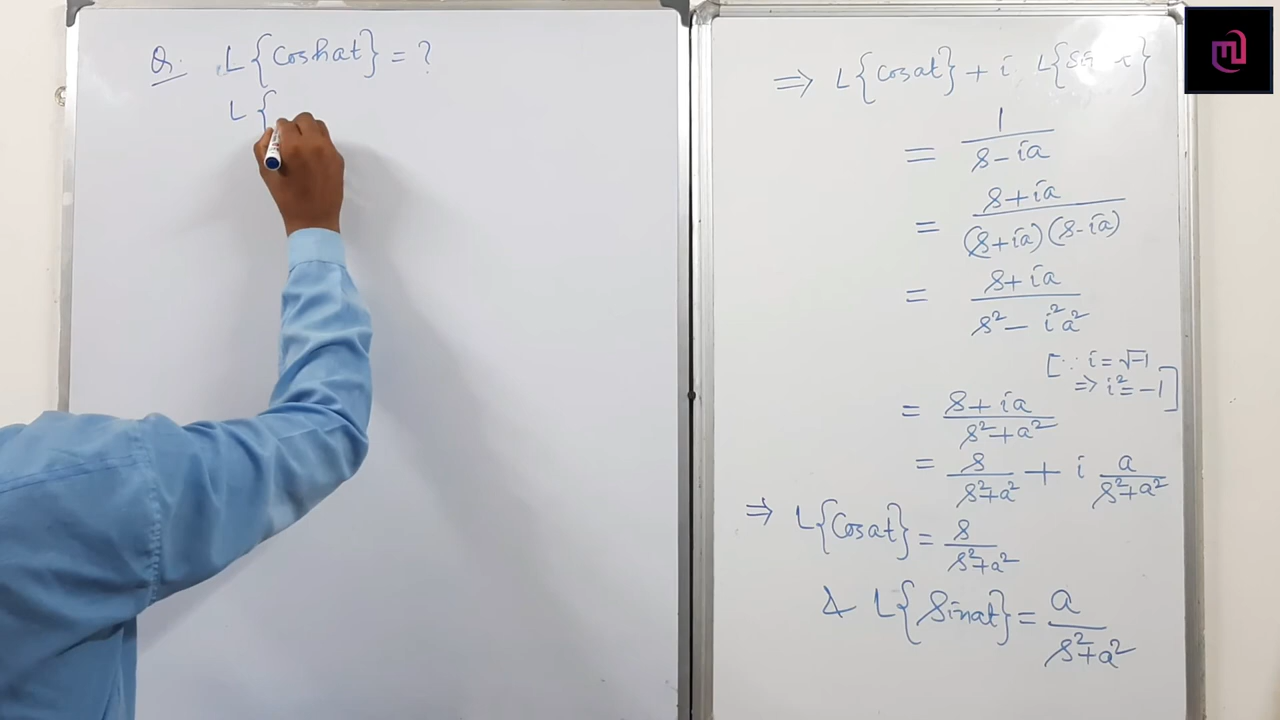 Q. L{Coshat} = ?
L{
⇒ L{Cosat} + i L{Sin t}
= 1/(s-ia)
= (s+ia)/((s+ia)(s-ia))
= (s+ia)/(s² - i²a²)
[∵ i = √-1
⇒ i² = -1]
= (s+ia)/(s²+a²)
= s/(s²+a²) + i a/(s²+a²)
⇒ L{Cosat} = s/(s²+a²)
& L{Sinat} = a/(s²+a²)